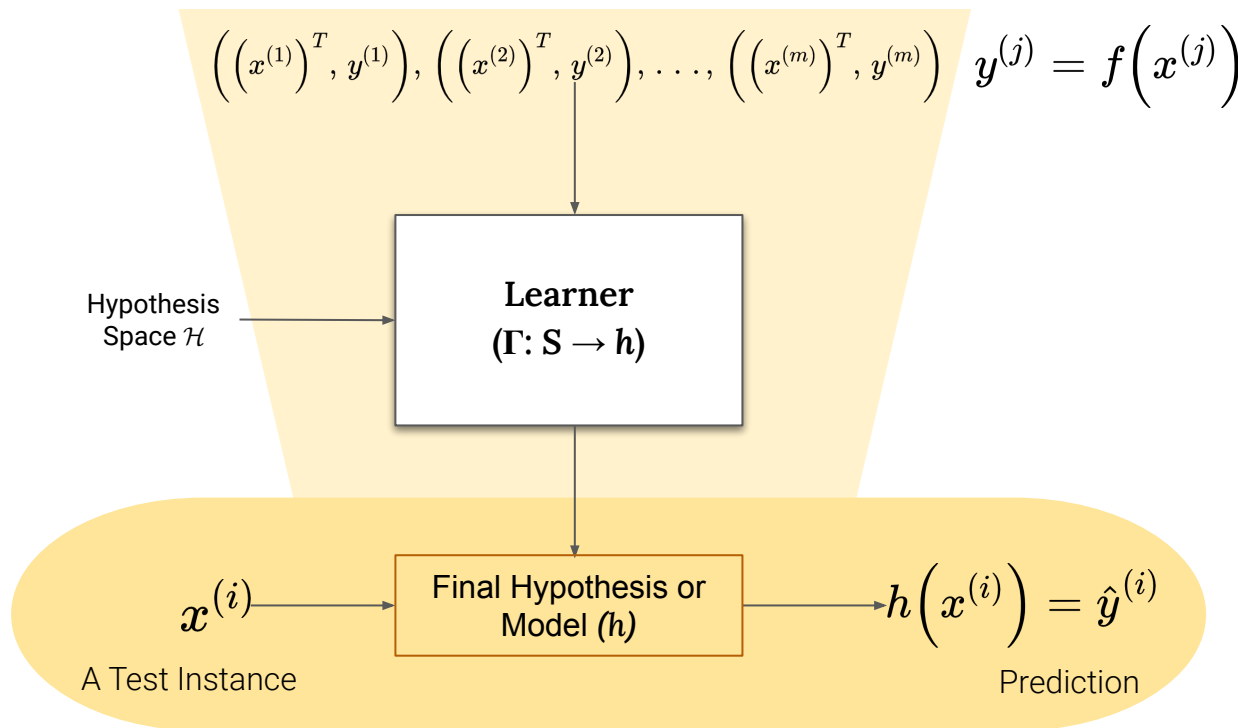 ((x^(1))^T, y^(1)), ((x^(2))^T, y^(2)), . . . , ((x^(m))^T, y^(m)) y^(j) = f(x^(j))
Learner
(Γ: S → h)
Hypothesis
Space ℋ
Final Hypothesis or
Model (h)
x^(i)
h(x^(i)) = ŷ^(i)
A Test Instance
Prediction